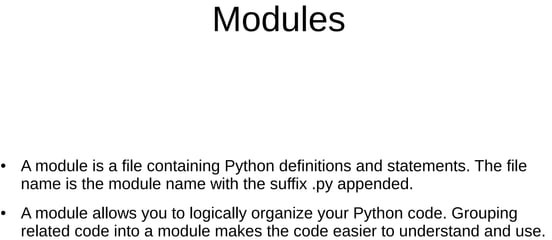 Modules
• A module is a file containing Python definitions and statements. The file
name is the module name with the suffix .py appended.
• A module allows you to logically organize your Python code. Grouping
related code into a module makes the code easier to understand and use.